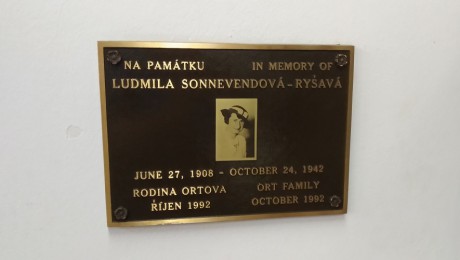 NA PAMÁTKU IN MEMORY OF
LUDMILA SONNEVENDOVÁ-RYŠAVÁ
JUNE 27, 1908 - OCTOBER 24, 1942
RODINA ORTOVA ORT FAMILY
ŘÍJEN 1992 OCTOBER 1992